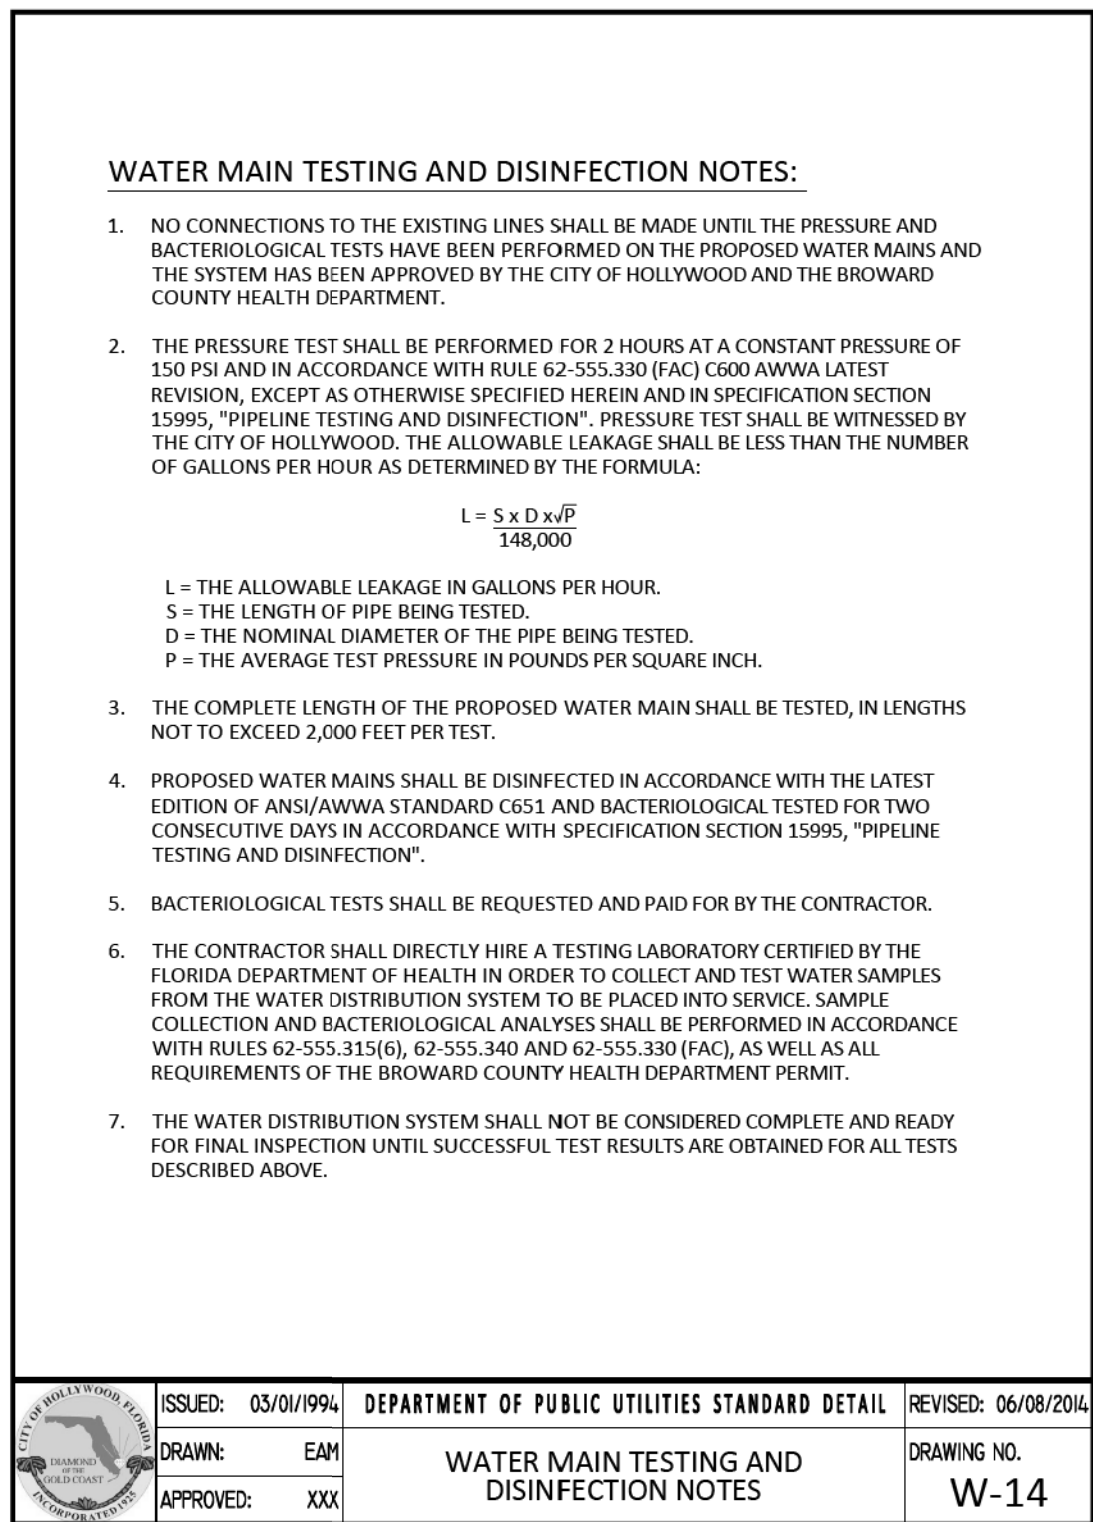 WATER MAIN TESTING AND DISINFECTION NOTES:
1. NO CONNECTIONS TO THE EXISTING LINES SHALL BE MADE UNTIL THE PRESSURE AND
BACTERIOLOGICAL TESTS HAVE BEEN PERFORMED ON THE PROPOSED WATER MAINS AND
THE SYSTEM HAS BEEN APPROVED BY THE CITY OF HOLLYWOOD AND THE BROWARD
COUNTY HEALTH DEPARTMENT.
2. THE PRESSURE TEST SHALL BE PERFORMED FOR 2 HOURS AT A CONSTANT PRESSURE OF
150 PSI AND IN ACCORDANCE WITH RULE 62-555.330 (FAC) C600 AWWA LATEST
REVISION, EXCEPT AS OTHERWISE SPECIFIED HEREIN AND IN SPECIFICATION SECTION
15995, "PIPELINE TESTING AND DISINFECTION". PRESSURE TEST SHALL BE WITNESSED BY
THE CITY OF HOLLYWOOD. THE ALLOWABLE LEAKAGE SHALL BE LESS THAN THE NUMBER
OF GALLONS PER HOUR AS DETERMINED BY THE FORMULA:
L = S x D x√P
148,000
L = THE ALLOWABLE LEAKAGE IN GALLONS PER HOUR.
S = THE LENGTH OF PIPE BEING TESTED.
D = THE NOMINAL DIAMETER OF THE PIPE BEING TESTED.
P = THE AVERAGE TEST PRESSURE IN POUNDS PER SQUARE INCH.
3. THE COMPLETE LENGTH OF THE PROPOSED WATER MAIN SHALL BE TESTED, IN LENGTHS
NOT TO EXCEED 2,000 FEET PER TEST.
4. PROPOSED WATER MAINS SHALL BE DISINFECTED IN ACCORDANCE WITH THE LATEST
EDITION OF ANSI/AWWA STANDARD C651 AND BACTERIOLOGICAL TESTED FOR TWO
CONSECUTIVE DAYS IN ACCORDANCE WITH SPECIFICATION SECTION 15995, "PIPELINE
TESTING AND DISINFECTION".
5. BACTERIOLOGICAL TESTS SHALL BE REQUESTED AND PAID FOR BY THE CONTRACTOR.
6. THE CONTRACTOR SHALL DIRECTLY HIRE A TESTING LABORATORY CERTIFIED BY THE
FLORIDA DEPARTMENT OF HEALTH IN ORDER TO COLLECT AND TEST WATER SAMPLES
FROM THE WATER DISTRIBUTION SYSTEM TO BE PLACED INTO SERVICE. SAMPLE
COLLECTION AND BACTERIOLOGICAL ANALYSES SHALL BE PERFORMED IN ACCORDANCE
WITH RULES 62-555.315(6), 62-555.340 AND 62-555.330 (FAC), AS WELL AS ALL
REQUIREMENTS OF THE BROWARD COUNTY HEALTH DEPARTMENT PERMIT.
7. THE WATER DISTRIBUTION SYSTEM SHALL NOT BE CONSIDERED COMPLETE AND READY
FOR FINAL INSPECTION UNTIL SUCCESSFUL TEST RESULTS ARE OBTAINED FOR ALL TESTS
DESCRIBED ABOVE.
CITY OF HOLLYWOOD, FLORIDA
DIAMOND
OF THE
GOLD COAST
INCORPORATED 1925
ISSUED: 03/01/1994
DRAWN: EAM
APPROVED: XXX
DEPARTMENT OF PUBLIC UTILITIES STANDARD DETAIL
WATER MAIN TESTING AND
DISINFECTION NOTES
REVISED: 06/08/2014
DRAWING NO.
W-14